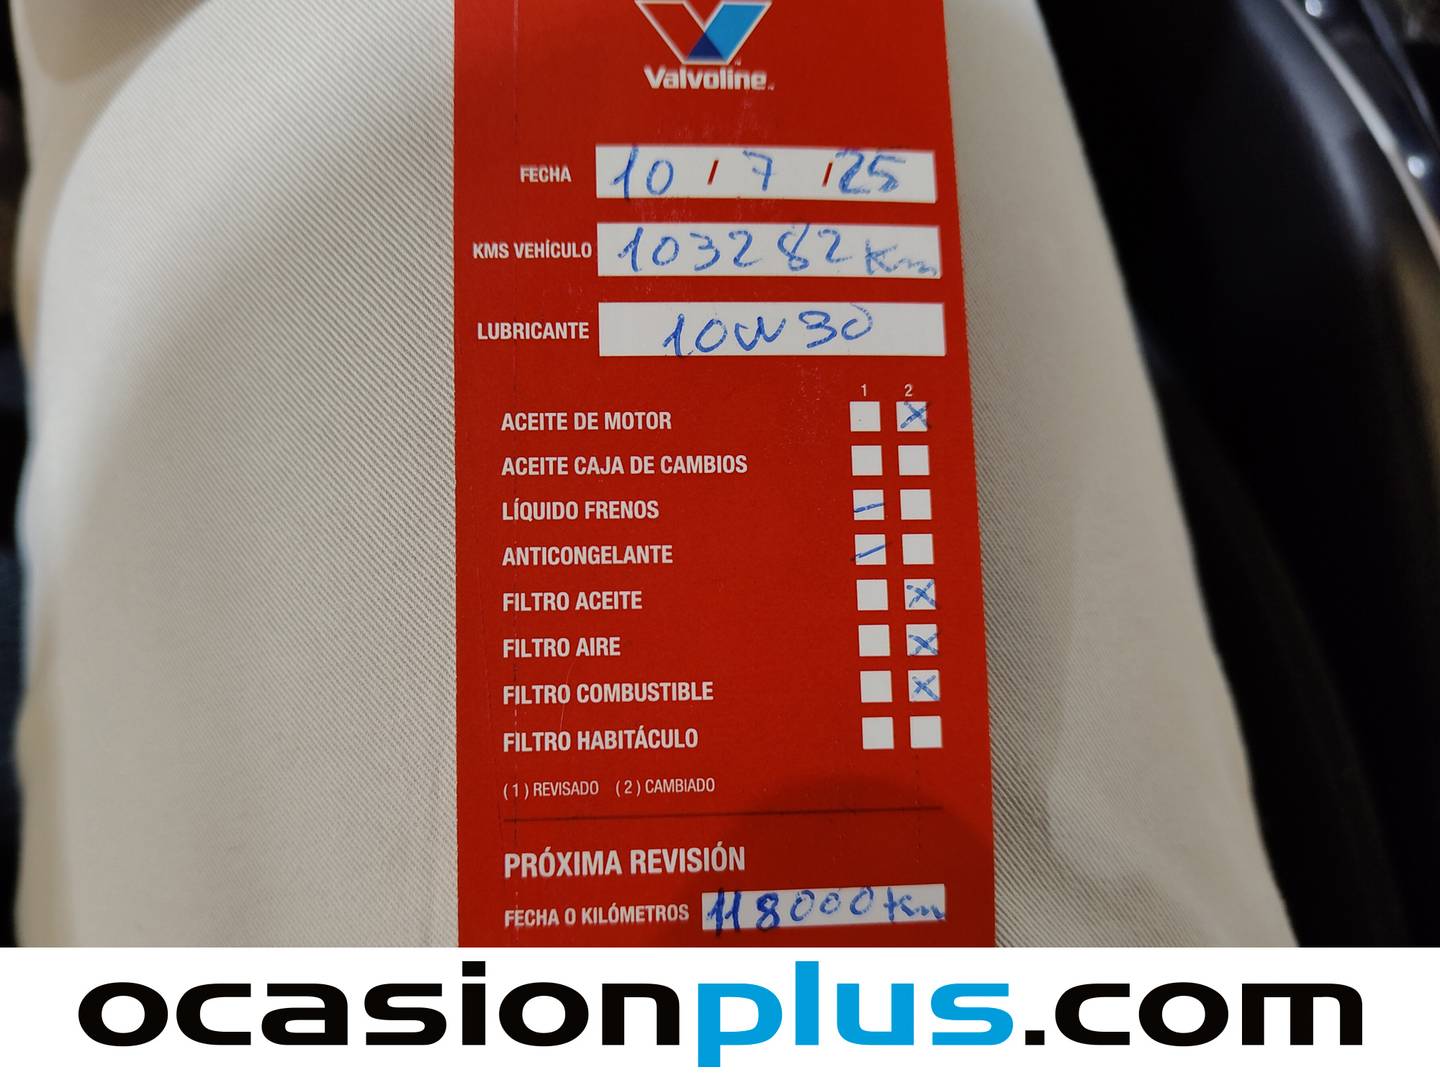 Valvoline™
FECHA 10 / 7 / 25
KMS VEHÍCULO 103282 Km
LUBRICANTE 10W30
1 2
ACEITE DE MOTOR X
ACEITE CAJA DE CAMBIOS
LÍQUIDO FRENOS –
ANTICONGELANTE –
FILTRO ACEITE X
FILTRO AIRE X
FILTRO COMBUSTIBLE X
FILTRO HABITÁCULO
(1) REVISADO (2) CAMBIADO
PRÓXIMA REVISIÓN
FECHA O KILÓMETROS 118000 Km
ocasionplus.com